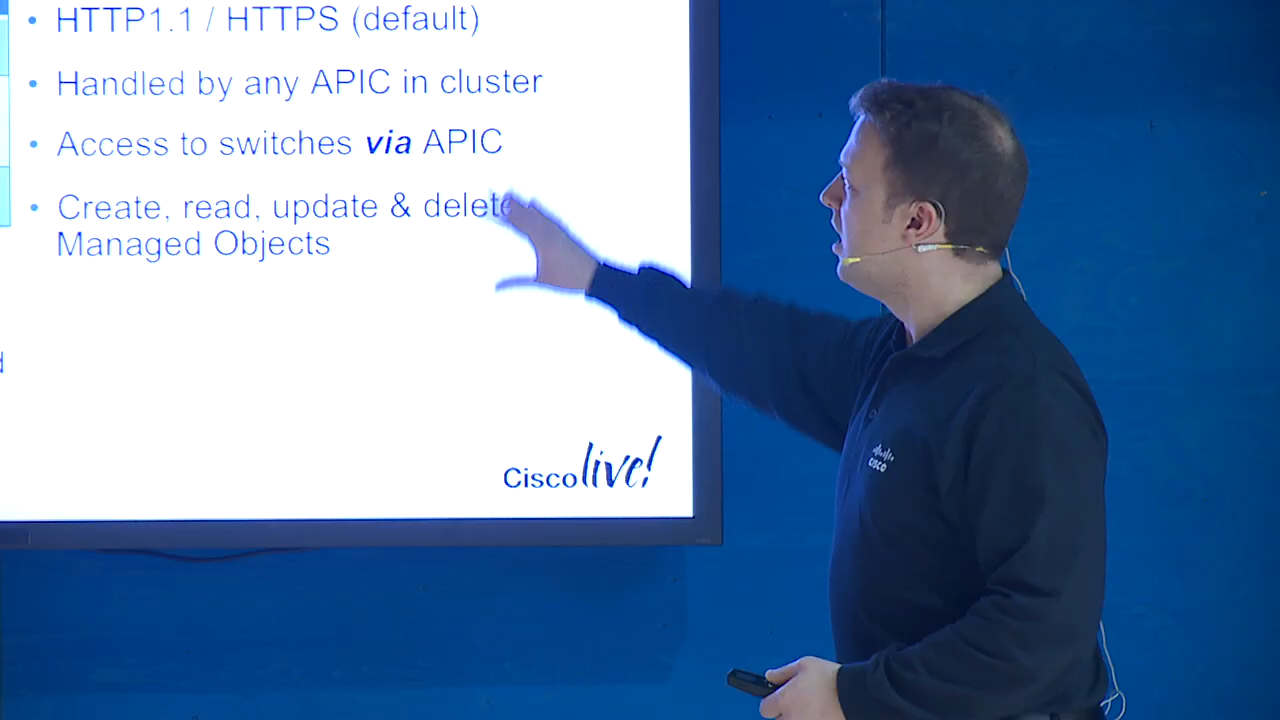 HTTP1.1 / HTTPS (default)
Handled by any APIC in cluster
Access to switches via APIC
Create, read, update & delete
Managed Objects
Cisco live!
CISCO